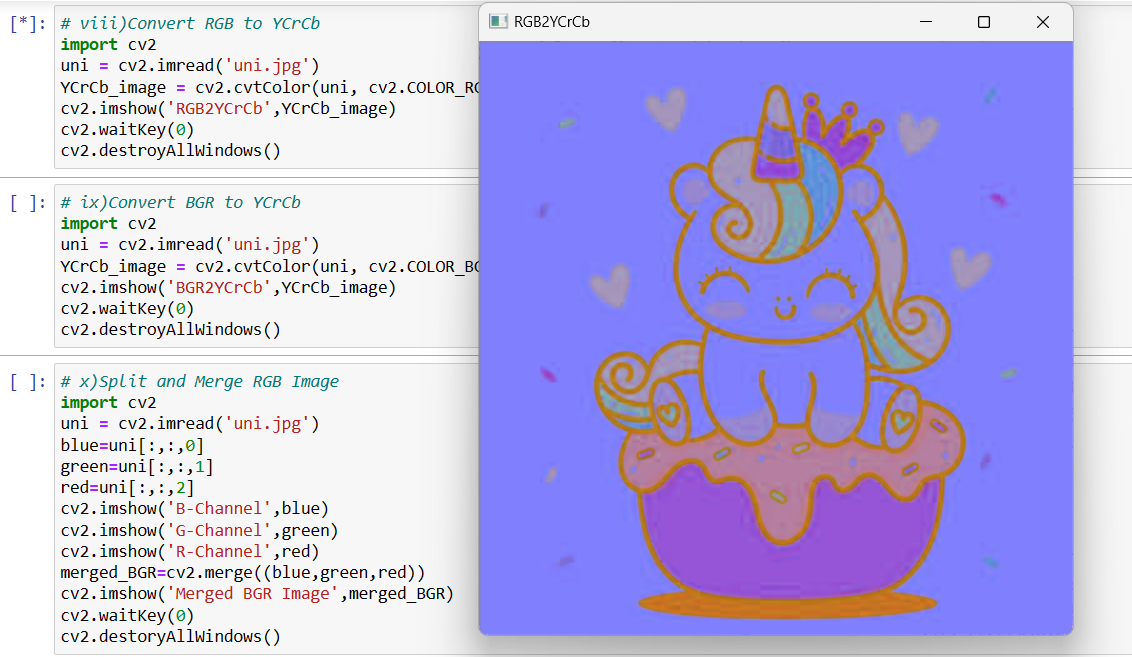 [*]: # viii)Convert RGB to YCrCb
import cv2
uni = cv2.imread('uni.jpg')
YCrCb_image = cv2.cvtColor(uni, cv2.COLOR_RG
cv2.imshow('RGB2YCrCb',YCrCb_image)
cv2.waitKey(0)
cv2.destroyAllWindows()
RGB2YCrCb
[ ]: # ix)Convert BGR to YCrCb
import cv2
uni = cv2.imread('uni.jpg')
YCrCb_image = cv2.cvtColor(uni, cv2.COLOR_BG
cv2.imshow('BGR2YCrCb',YCrCb_image)
cv2.waitKey(0)
cv2.destroyAllWindows()
[ ]: # x)Split and Merge RGB Image
import cv2
uni = cv2.imread('uni.jpg')
blue=uni[:,:,0]
green=uni[:,:,1]
red=uni[:,:,2]
cv2.imshow('B-Channel',blue)
cv2.imshow('G-Channel',green)
cv2.imshow('R-Channel',red)
merged_BGR=cv2.merge((blue,green,red))
cv2.imshow('Merged BGR Image',merged_BGR)
cv2.waitKey(0)
cv2.destoryAllWindows()